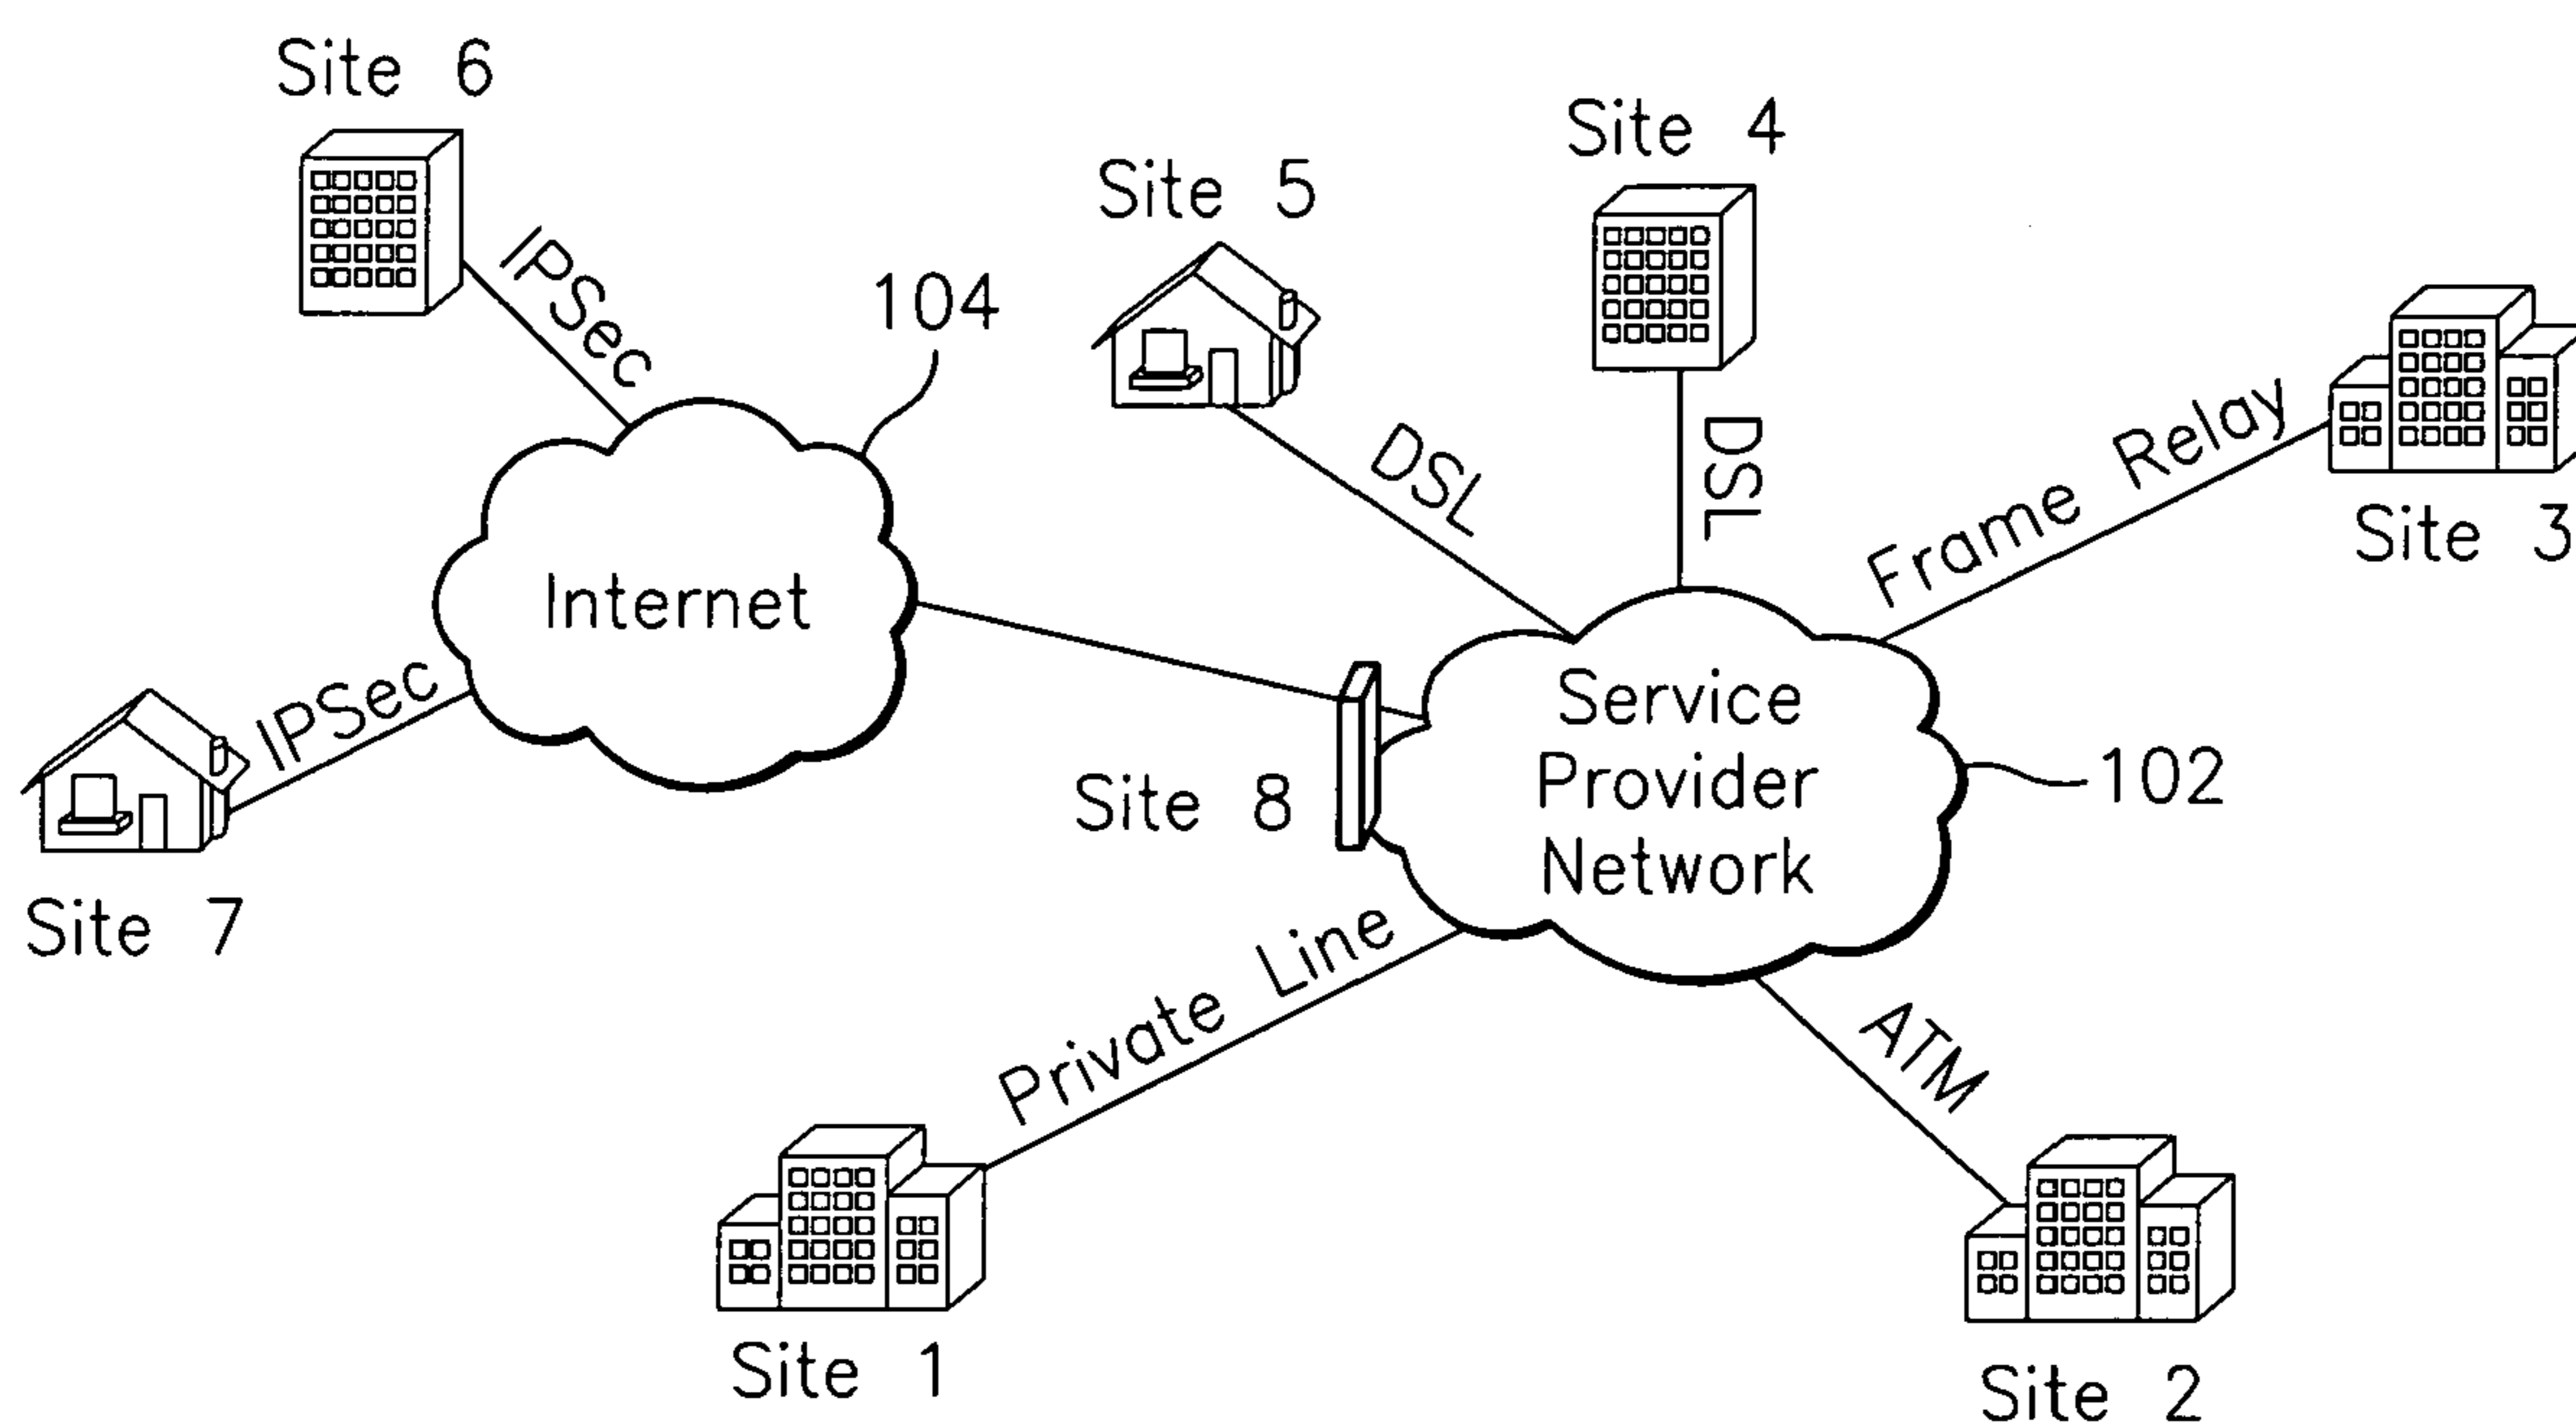 Site 6
Site 4
Site 5
IPSec
104
DSL
DSL
Frame Relay
Site 3
Internet
IPSec
Service
Provider
Network
102
Site 8
Site 7
Private Line
ATM
Site 1
Site 2